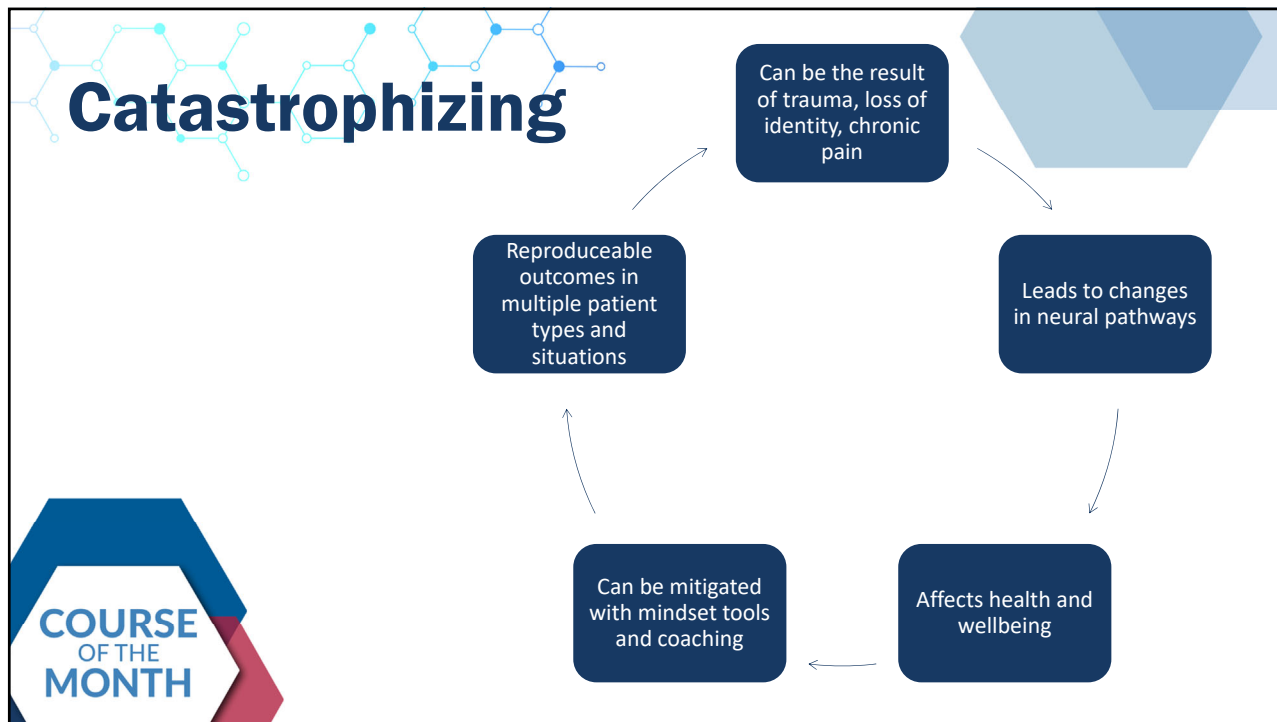 Catastrophizing
Can be the result
of trauma, loss of
identity, chronic
pain
Leads to changes
in neural pathways
Affects health and
wellbeing
Can be mitigated
with mindset tools
and coaching
Reproduceable
outcomes in
multiple patient
types and
situations
COURSE
OF THE
MONTH